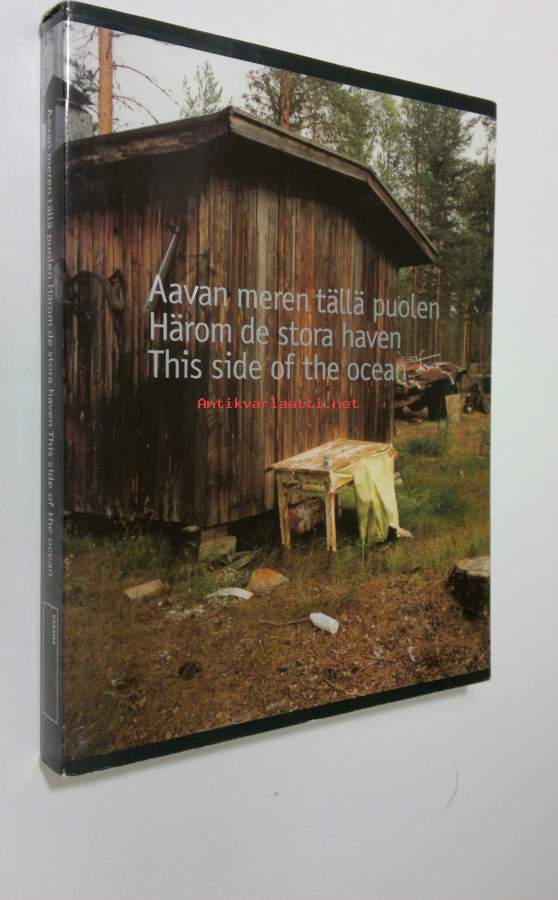 Aavan meren tällä puolen
Härom de stora haven
This side of the ocean
Antikvariaatti.net
Aavan meren tällä puolen Härom de stora haven This side of the ocean
KIASMA